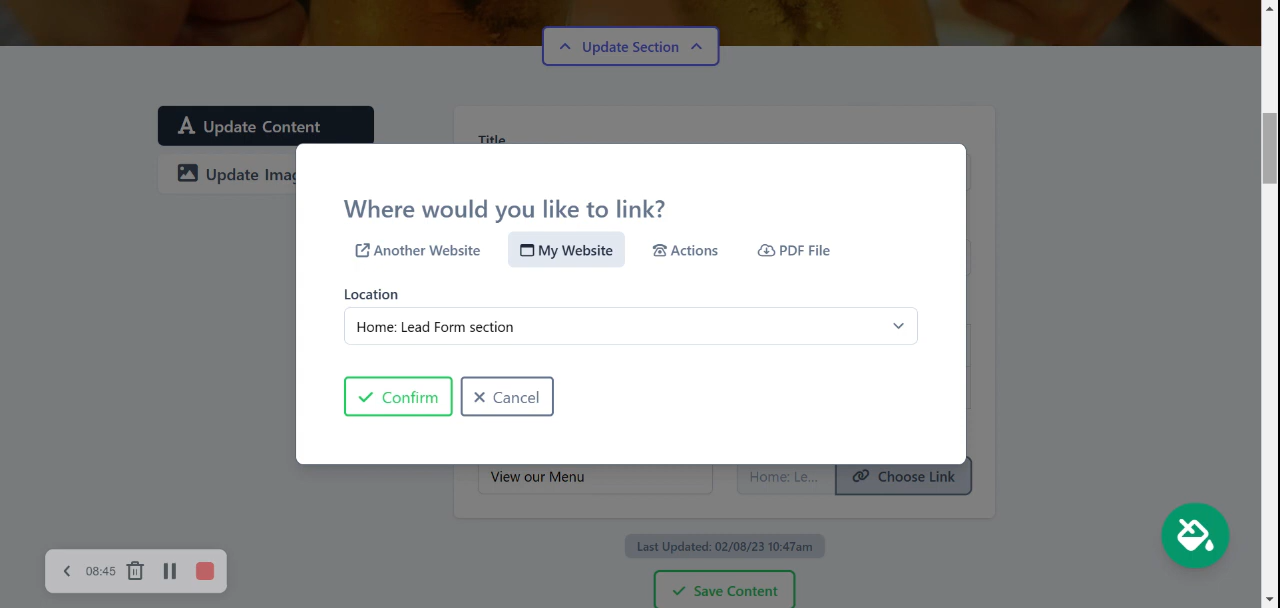 Update Section
Update Content
Title
Update Imag
Where would you like to link?
Another Website
My Website
Actions
PDF File
Location
Home: Lead Form section
Confirm
Cancel
View our Menu
Home: Le...
Choose Link
Last Updated: 02/08/23 10:47am
08:45
Save Content